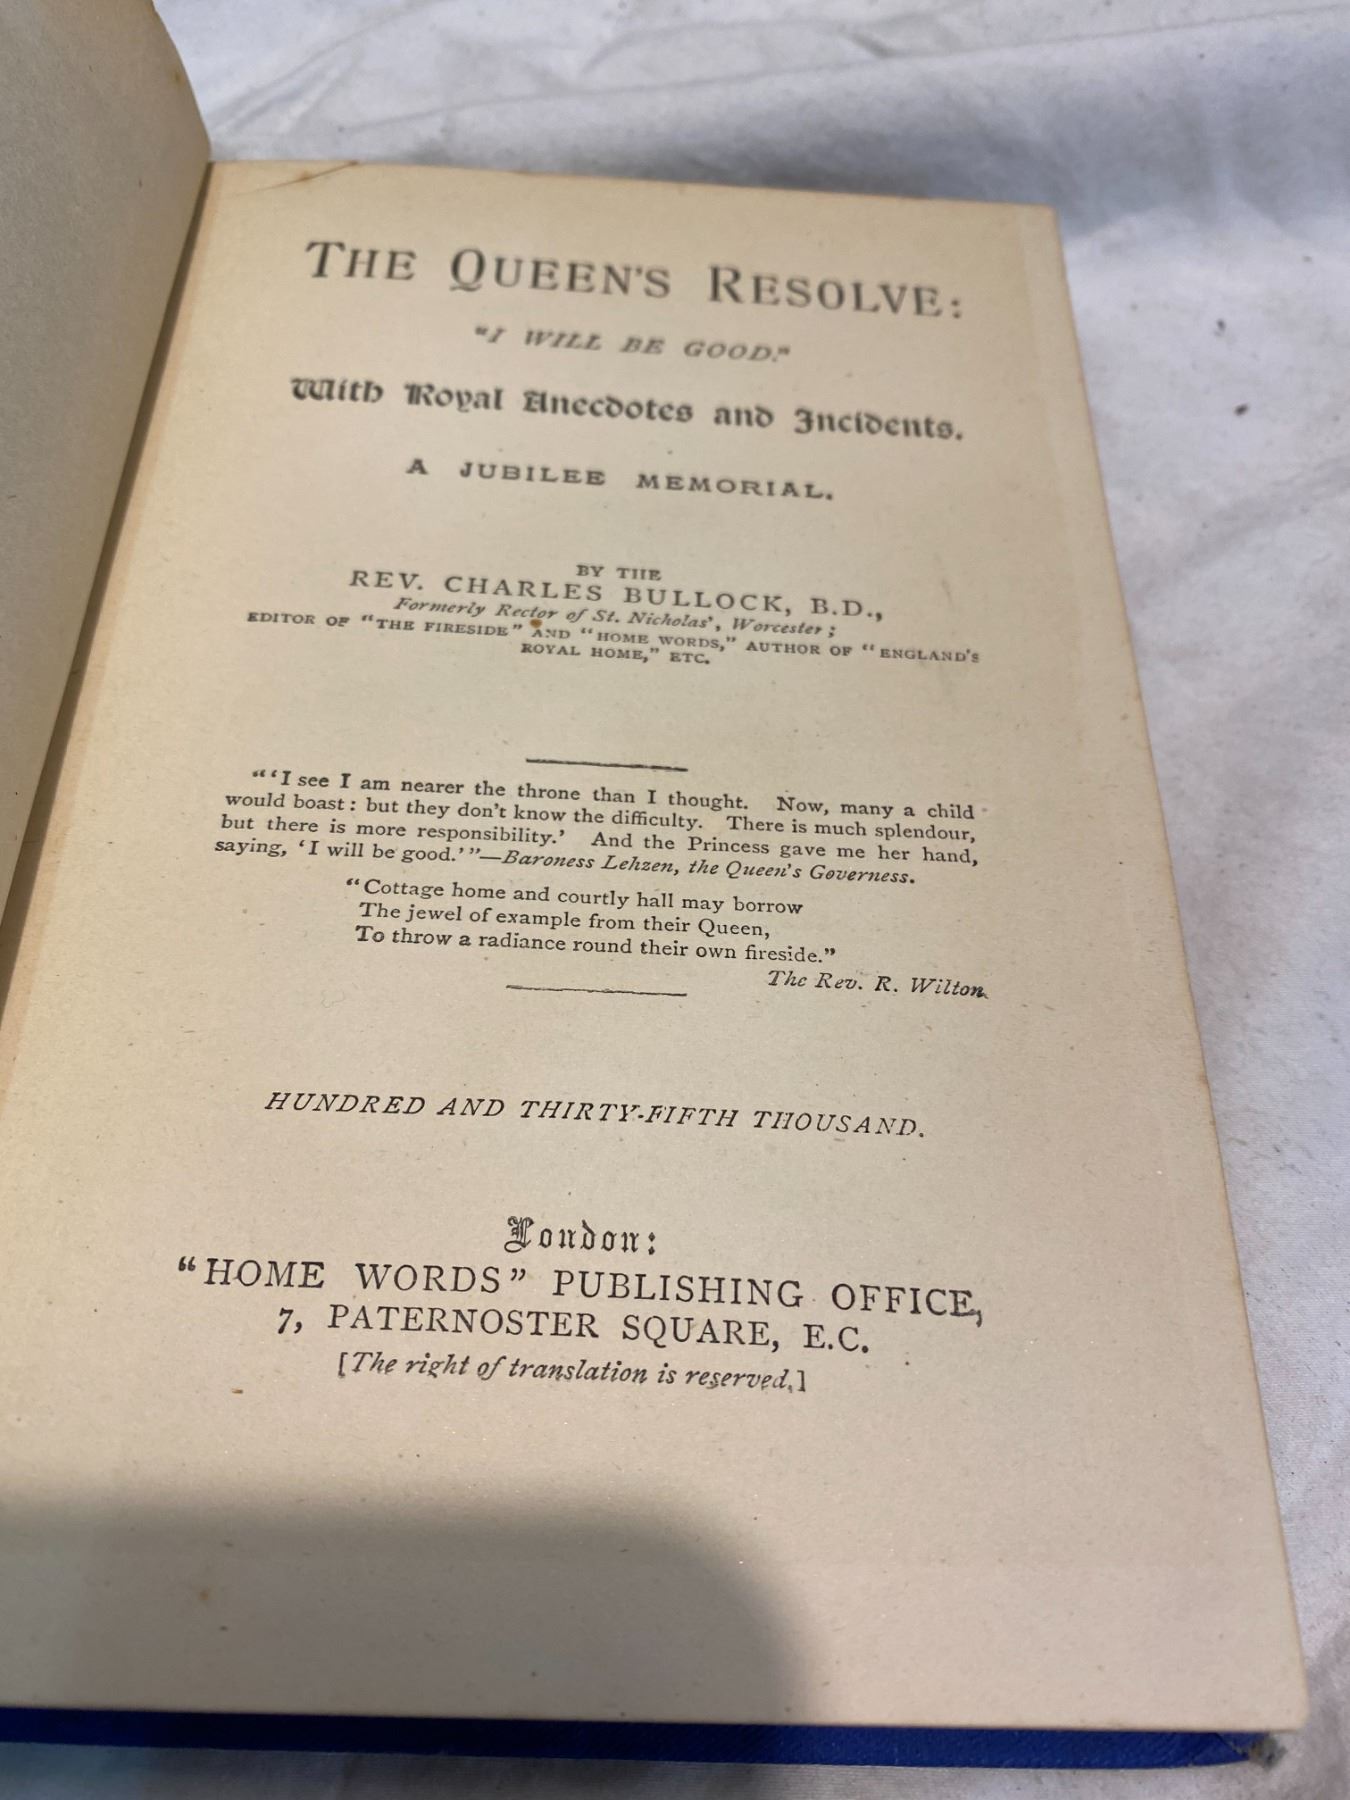 THE QUEEN'S RESOLVE:
"I WILL BE GOOD."
With Royal Anecdotes and Incidents.
A JUBILEE MEMORIAL.
BY THE
REV. CHARLES BULLOCK, B.D.,
Formerly Rector of St. Nicholas', Worcester;
EDITOR OF "THE FIRESIDE" AND "HOME WORDS," AUTHOR OF "ENGLAND'S
ROYAL HOME," ETC.
"'I see I am nearer the throne than I thought. Now, many a child
would boast: but they don't know the difficulty. There is much splendour,
but there is more responsibility.' And the Princess gave me her hand,
saying, 'I will be good.'"—Baroness Lehzen, the Queen's Governess.
"Cottage home and courtly hall may borrow
The jewel of example from their Queen,
To throw a radiance round their own fireside."
The Rev. R. Wilton.
HUNDRED AND THIRTY-FIFTH THOUSAND.
London:
"HOME WORDS" PUBLISHING OFFICE,
7, PATERNOSTER SQUARE, E.C.
[The right of translation is reserved.]